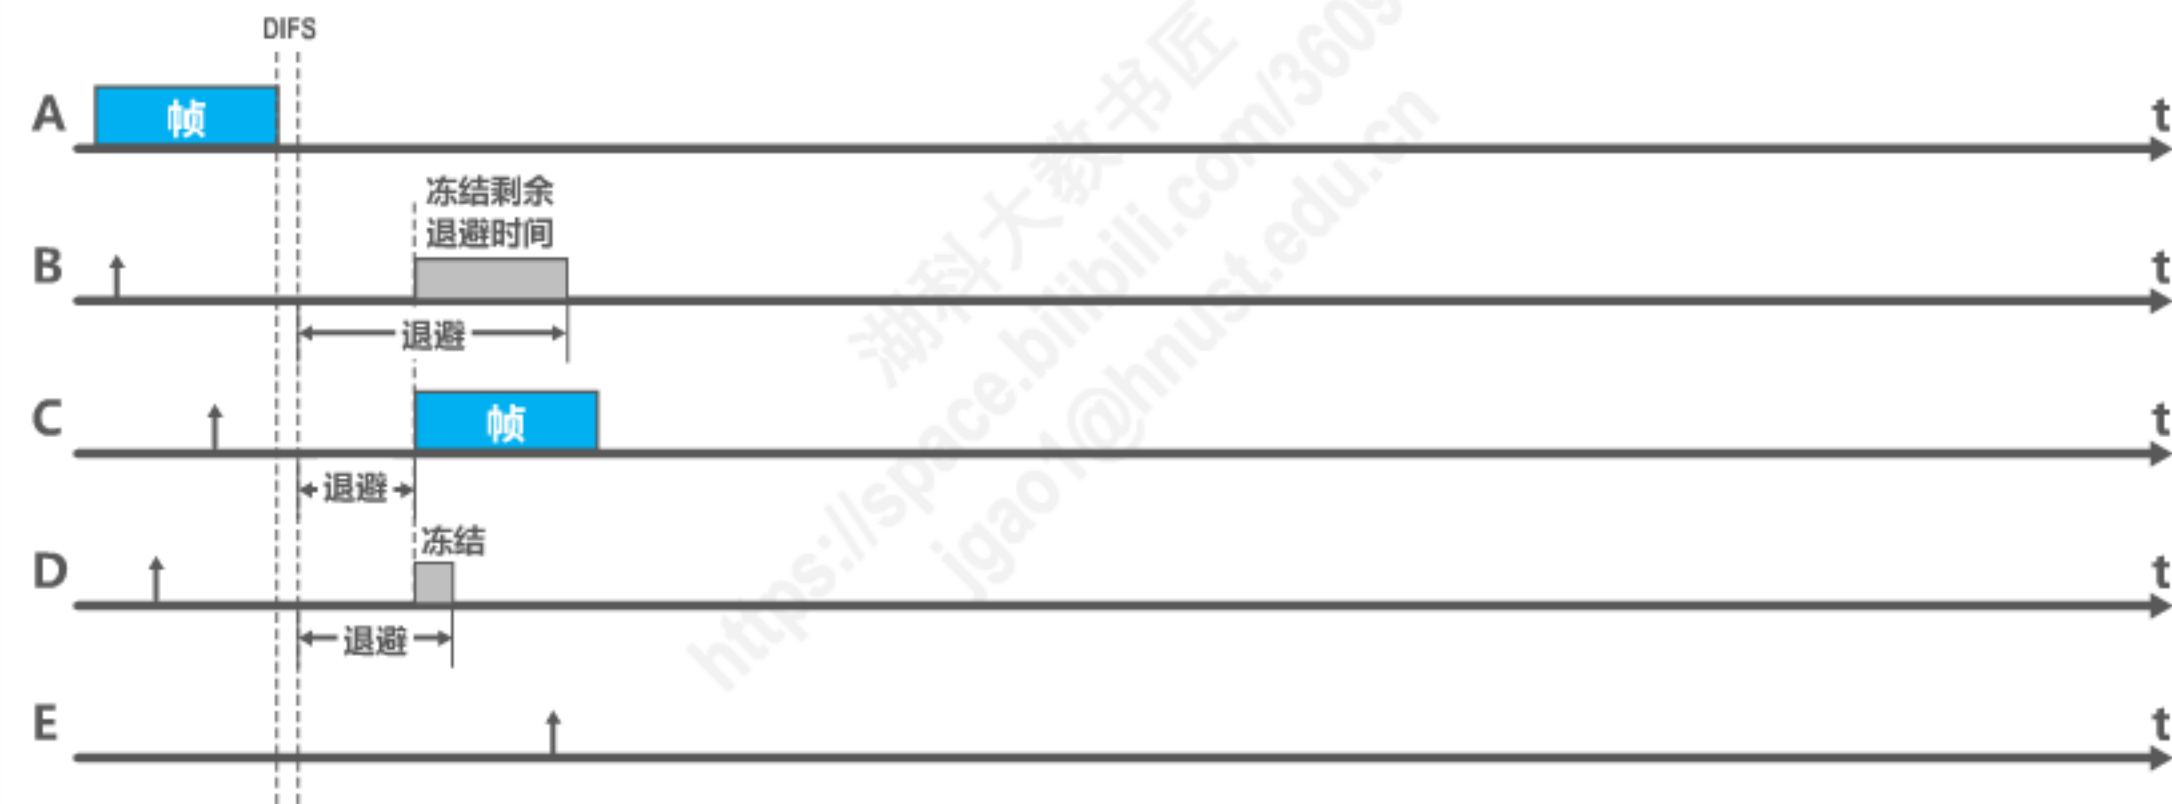 DIFS
A 帧 t
冻结剩余
退避时间
B t
退避
C 帧 t
退避
冻结
D t
退避
E t
湖科大教书匠
https://space.bilibili.com/3609
jgao1@hnust.edu.cn